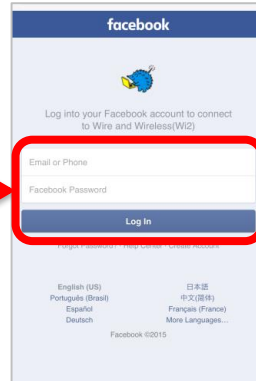 facebook
Log into your Facebook account to connect
to Wire and Wireless(Wi2)
Email or Phone
Facebook Password
Log In
Forgot Password? · Help Center · Create Account
English (US)
日本語
Português (Brasil)
中文(简体)
Español
Français (France)
Deutsch
More Languages...
Facebook ©2015